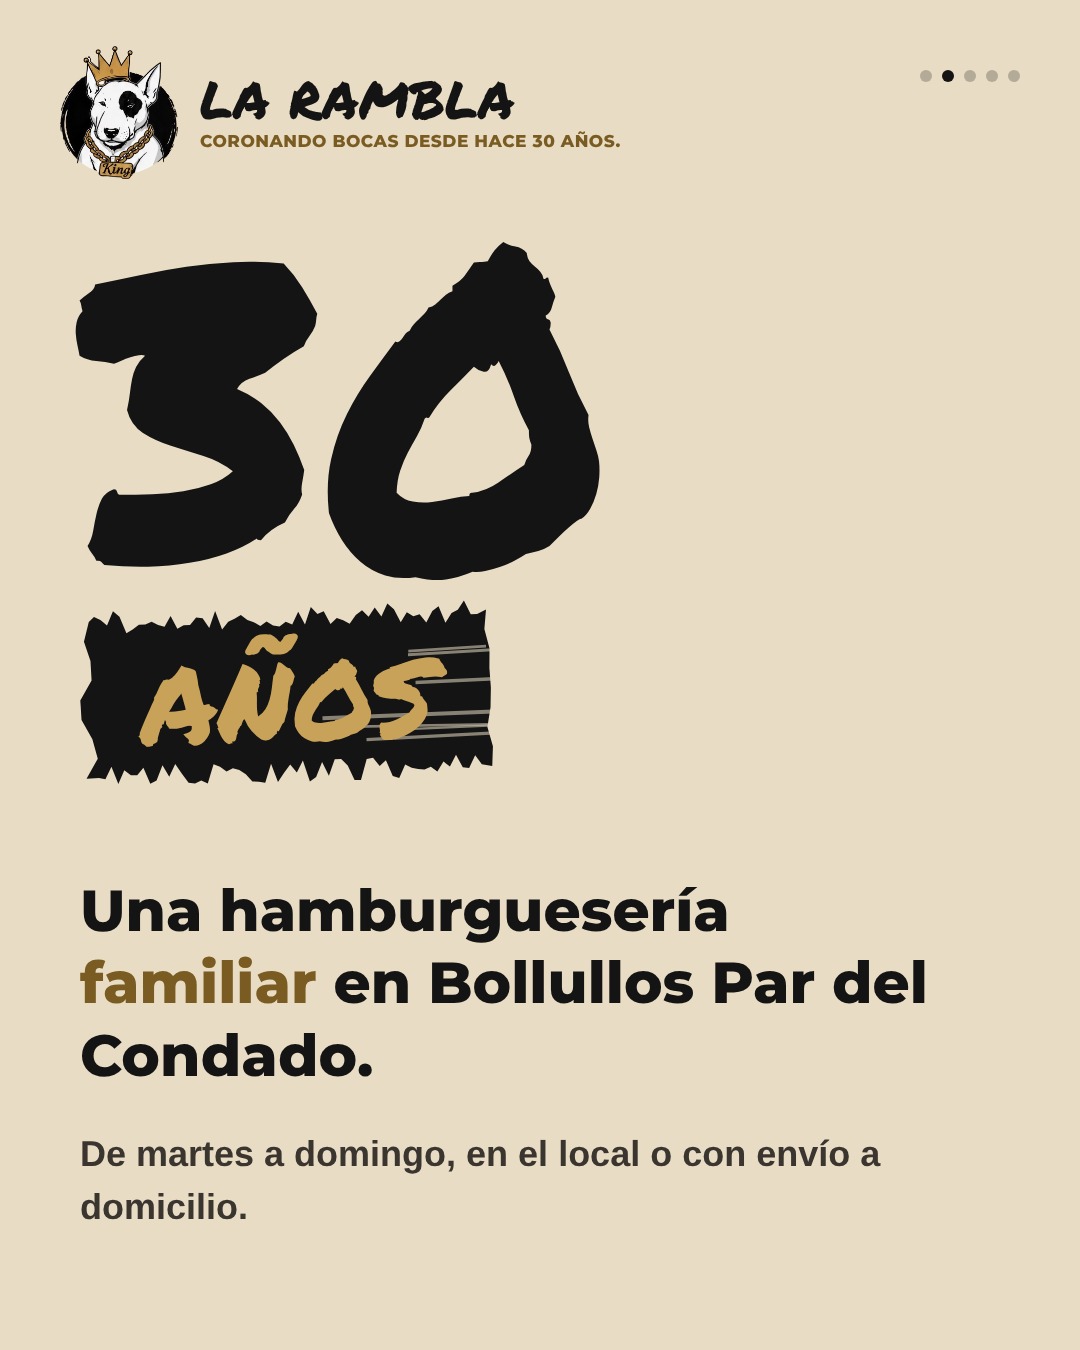 LA RAMBLA
CORONANDO BOCAS DESDE HACE 30 AÑOS.
King
30
AÑOS
Una hamburguesería
familiar en Bollullos Par del
Condado.
De martes a domingo, en el local o con envío a
domicilio.